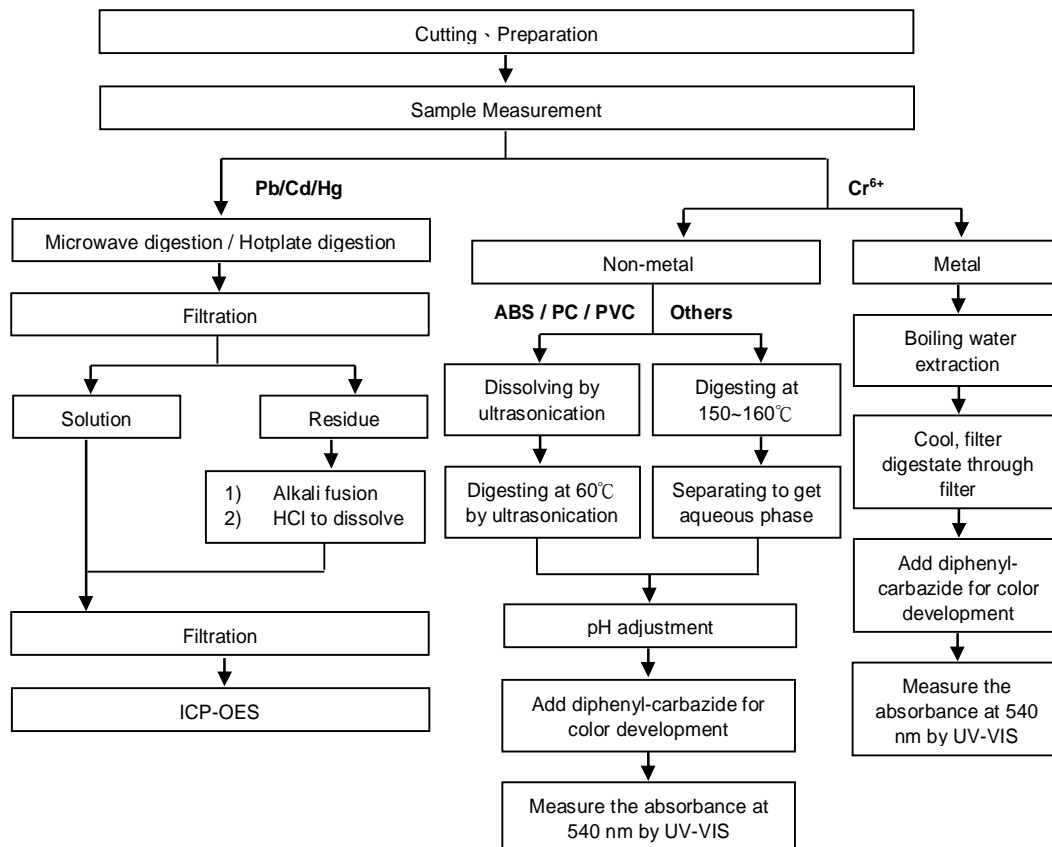 Cutting、Preparation
Sample Measurement
Pb/Cd/Hg
Cr⁶⁺
Microwave digestion / Hotplate digestion
Non-metal
Metal
Filtration
ABS / PC / PVC
Others
Boiling water
extraction
Solution
Residue
Dissolving by
ultrasonication
Digesting at
150~160℃
Cool, filter
digestate through
filter
1) Alkali fusion
2) HCl to dissolve
Digesting at 60℃
by ultrasonication
Separating to get
aqueous phase
Add diphenyl-
carbazide for color
development
Filtration
pH adjustment
ICP-OES
Add diphenyl-carbazide for
color development
Measure the
absorbance at 540
nm by UV-VIS
Measure the absorbance at
540 nm by UV-VIS